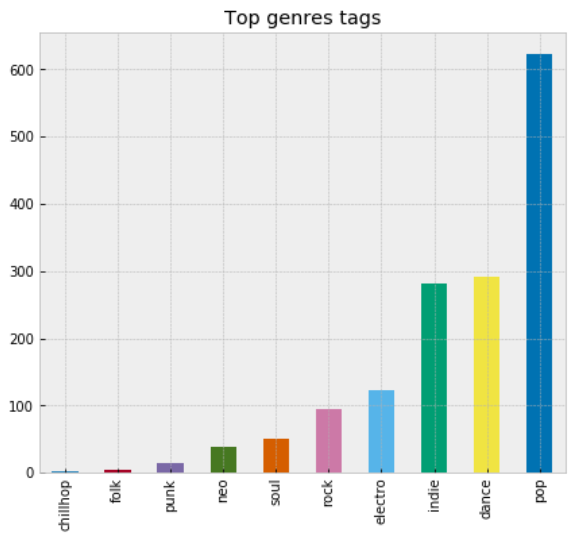 Top genres tags
600
500
400
300
200
100
0
chillhop
folk
punk
neo
soul
rock
electro
indie
dance
pop